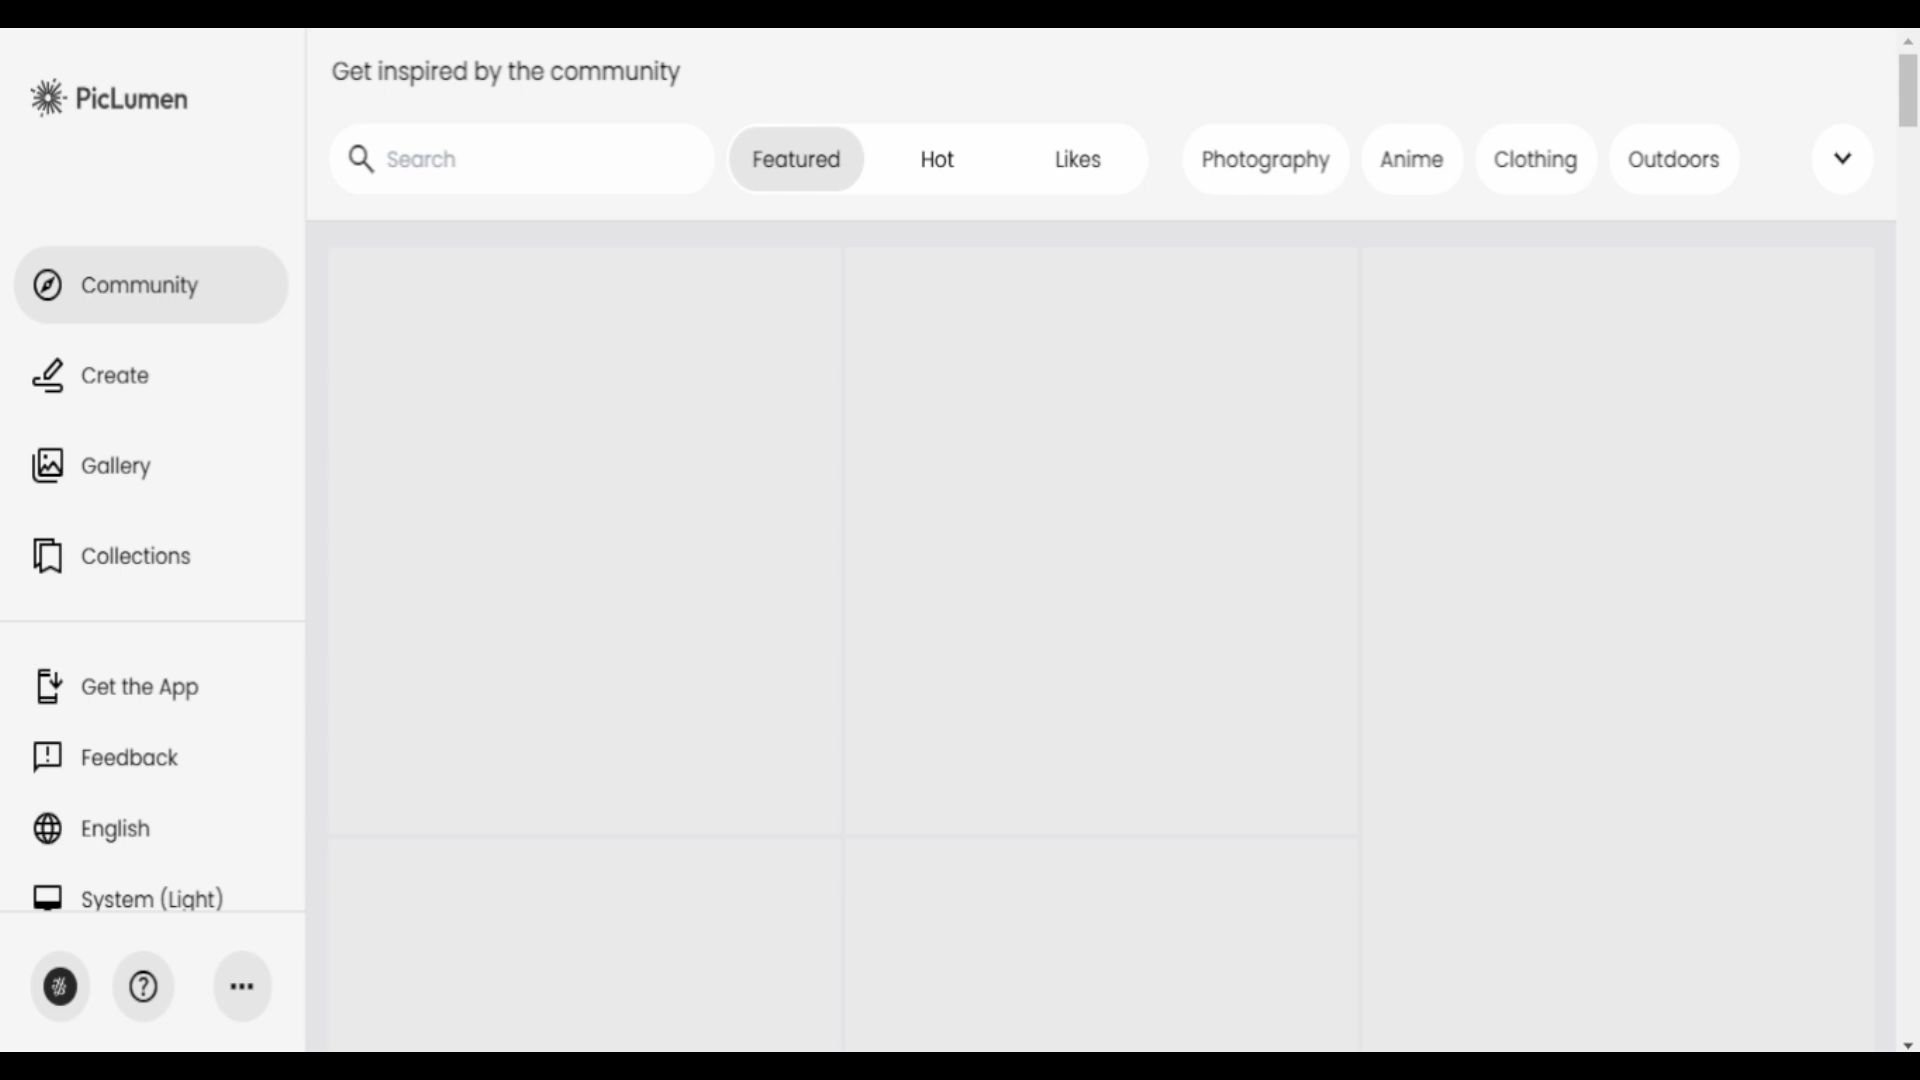 PicLumen
Get inspired by the community
Search
Featured
Hot
Likes
Photography
Anime
Clothing
Outdoors
Community
Create
Gallery
Collections
Get the App
Feedback
English
System (Light)